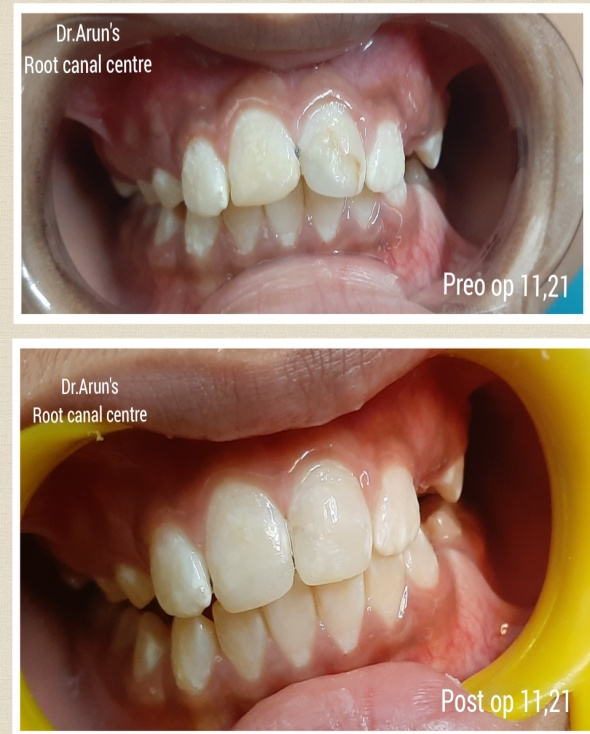 Dr.Arun's
Root canal centre
Preo op 11,21
Dr.Arun's
Root canal centre
Post op 11,21